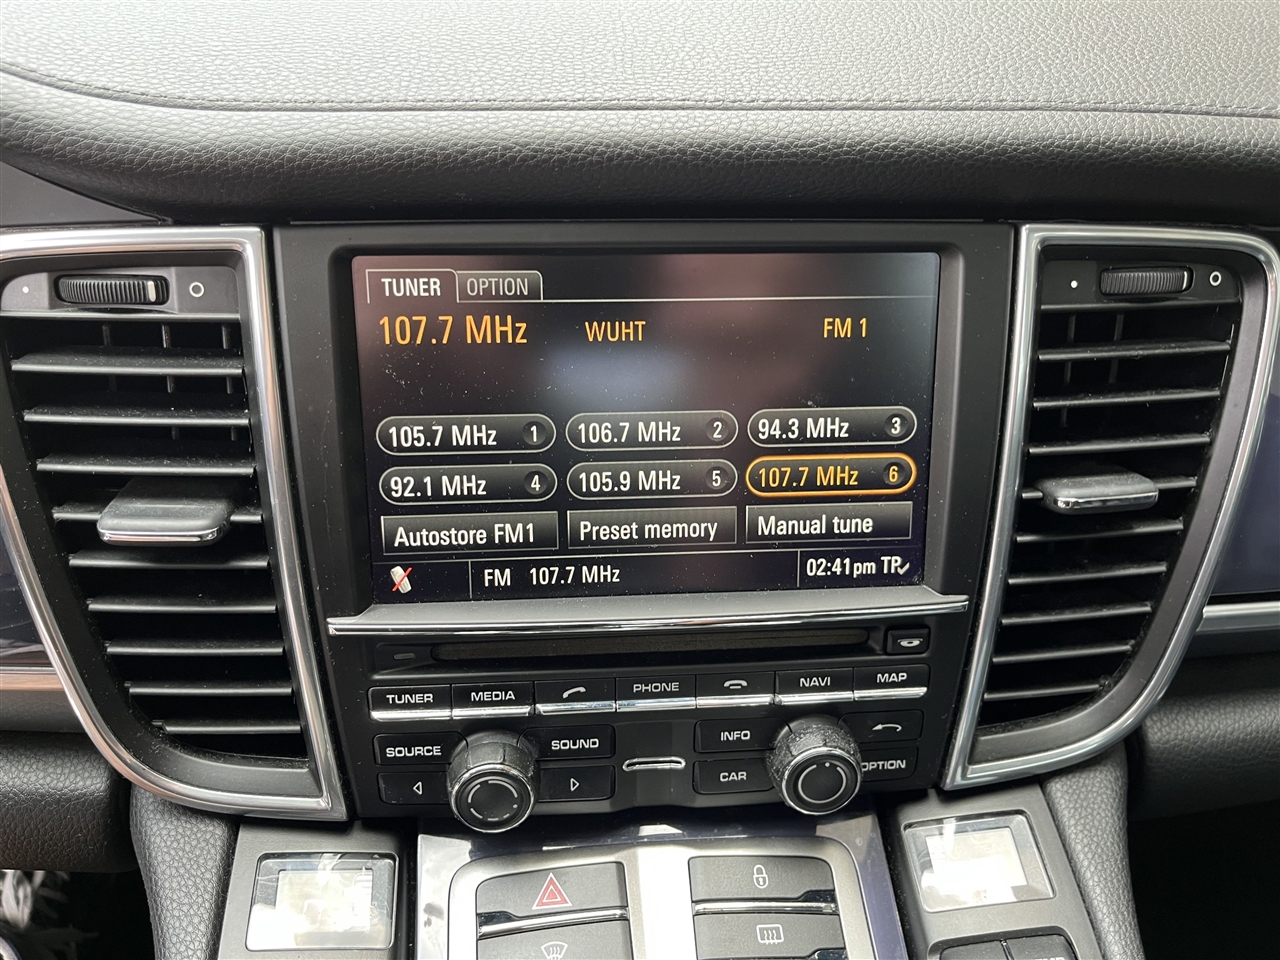 TUNER OPTION
107.7 MHz WUHT FM 1
105.7 MHz 1 106.7 MHz 2 94.3 MHz 3
92.1 MHz 4 105.9 MHz 5 107.7 MHz 6
Autostore FM1 Preset memory Manual tune
FM 107.7 MHz 02:41pm TP
TUNER MEDIA PHONE NAVI MAP
SOURCE SOUND INFO
CAR OPTION